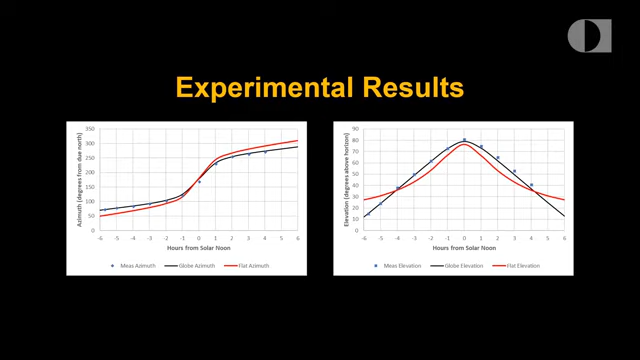 Experimental Results
350
300
250
200
150
100
50
0
-6 -5 -4 -3 -2 -1 0 1 2 3 4 5 6
Azimuth (degrees from due north)
Hours from Solar Noon
Meas Azimuth Globe Azimuth Flat Azimuth
90
80
70
60
50
40
30
20
10
0
-6 -5 -4 -3 -2 -1 0 1 2 3 4 5 6
Elevation (degrees above horizon)
Hours from Solar Noon
Meas Elevation Globe Elevation Flat Elevation